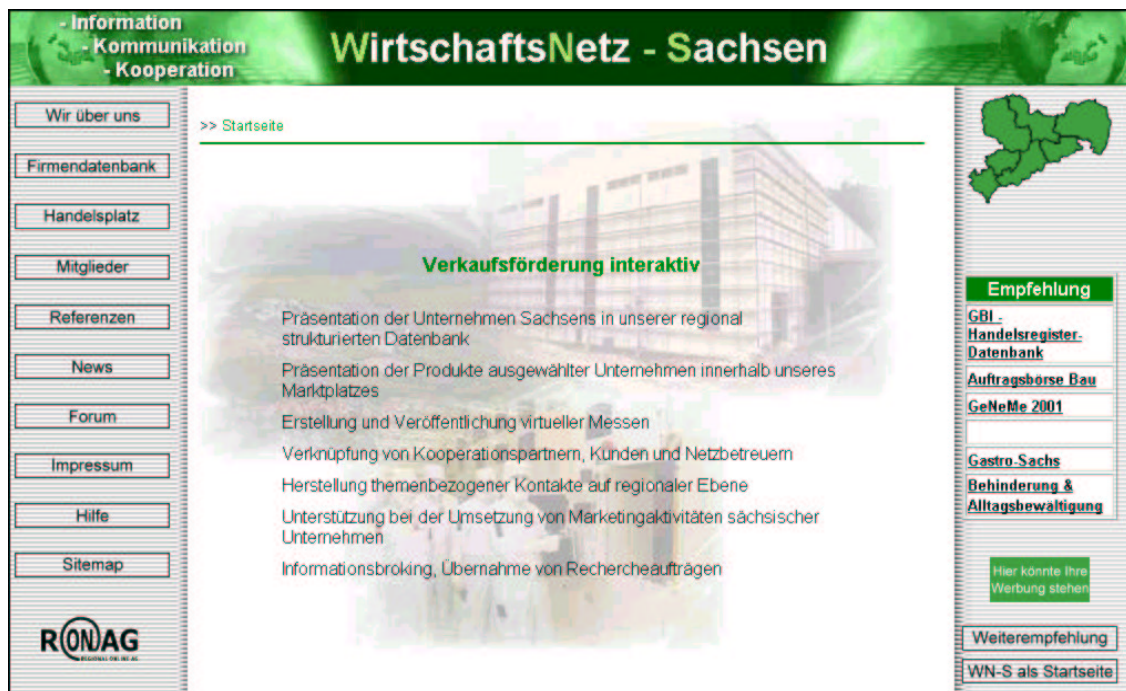 - Information
- Kommunikation
- Kooperation
WirtschaftsNetz - Sachsen
Wir über uns
Firmendatenbank
Handelsplatz
Mitglieder
Referenzen
News
Forum
Impressum
Hilfe
Sitemap
RONAG
REGIONAL ONLINE AG
>> Startseite
Verkaufsförderung interaktiv
Präsentation der Unternehmen Sachsens in unserer regional
strukturierten Datenbank
Präsentation der Produkte ausgewählter Unternehmen innerhalb unseres
Marktplatzes
Erstellung und Veröffentlichung virtueller Messen
Verknüpfung von Kooperationspartnern, Kunden und Netzbetreuern
Herstellung themenbezogener Kontakte auf regionaler Ebene
Unterstützung bei der Umsetzung von Marketingaktivitäten sächsischer
Unternehmen
Informationsbroking, Übernahme von Rechercheaufträgen
Empfehlung
GBI -
Handelsregister-
Datenbank
Auftragsbörse Bau
GeNeMe 2001
Gastro-Sachs
Behinderung &
Alltagsbewältigung
Hier könnte Ihre
Werbung stehen
Weiterempfehlung
WN-S als Startseite